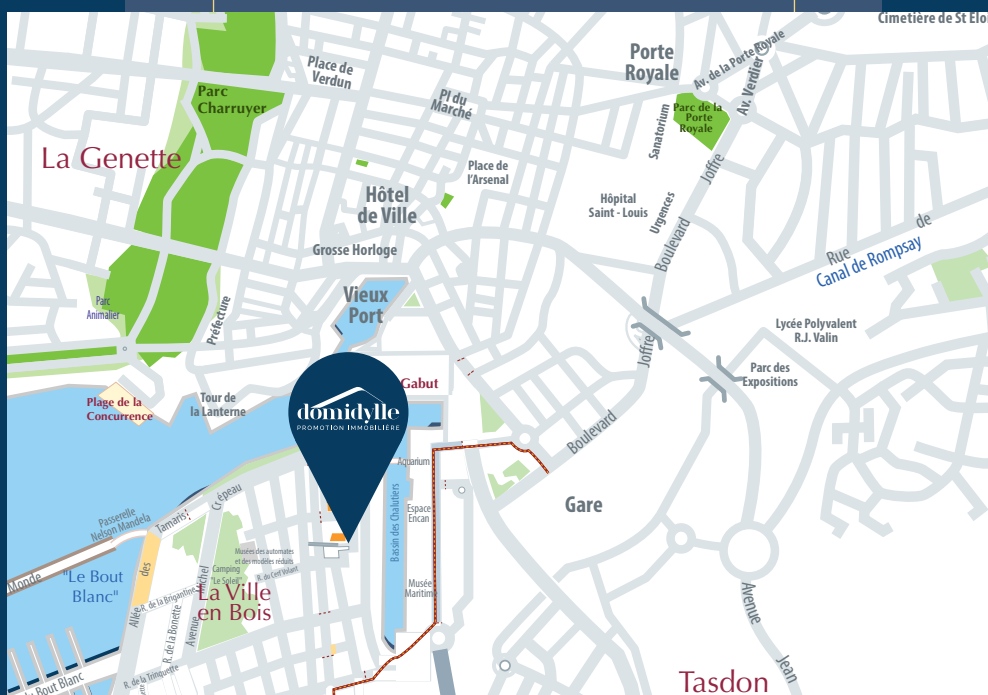 Cimetière de St Eloi
Porte
Royale
Av. de la Porte Royale
Av. Verdier
Place de
Verdun
Parc
Charruyer
Pl du
Marché
Parc de la
Porte
Royale
Sanatorium
La Genette
Place de
l'Arsenal
Joffre
Hôtel
de Ville
Hôpital
Saint - Louis
Urgences
Boulevard
Rue de
Canal de Rompsay
Grosse Horloge
Vieux
Port
Parc
Animalier
Préfecture
Lycée Polyvalent
R.J. Valin
Joffre
Parc des
Expositions
Gabut
Plage de la
Concurrence
Tour de
la Lanterne
domidylle
PROMOTION IMMOBILIÈRE
Boulevard
Aquarium
Gare
Passerelle
Nelson Mandela
Tamaris
Crépeau
Espace
Encan
Bassin des Chalutiers
Musées des automates
et des modèles réduits
Camping
"Le Soleil"
R. du Cerf Volant
Monde
"Le Bout
Blanc"
des
Allée
R. de la Brigantine
R. de la Bonette
Michel
Avenue
La Ville
en Bois
Musée
Maritime
Avenue
Jean
R. de la Trinquette
Bout Blanc
Tasdon